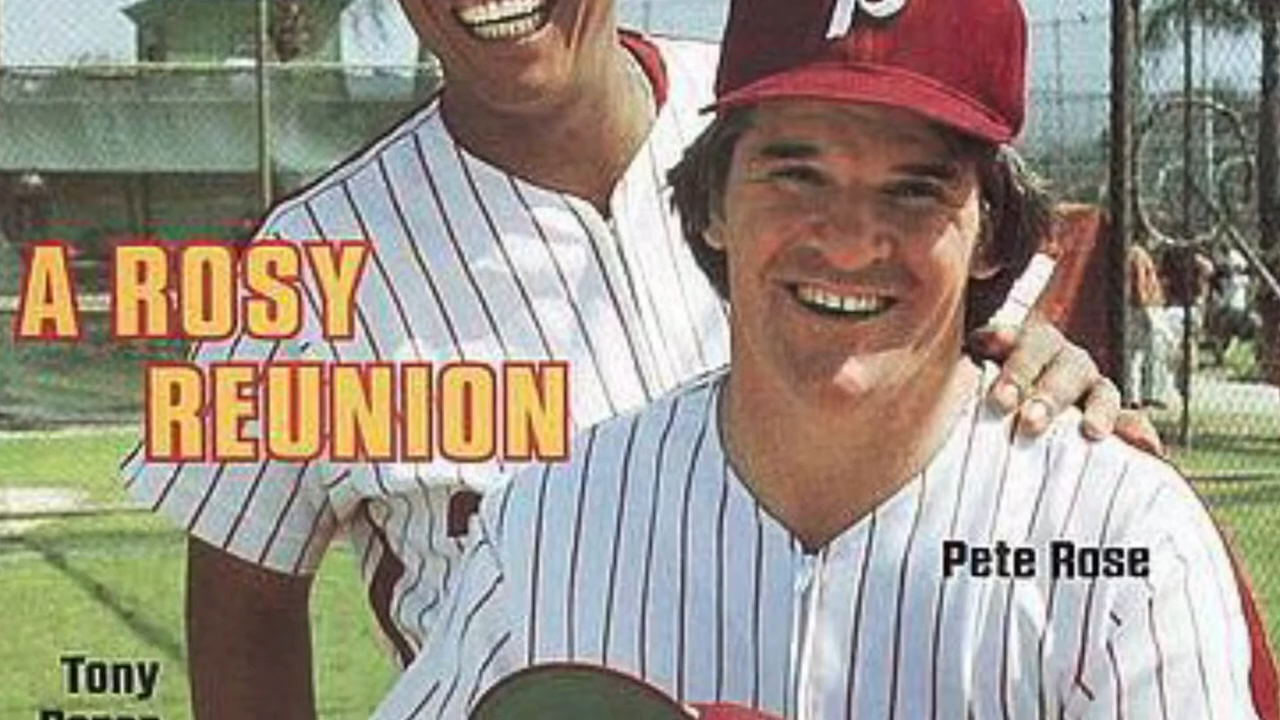 P
A ROSY
REUNION
Pete Rose
Tony